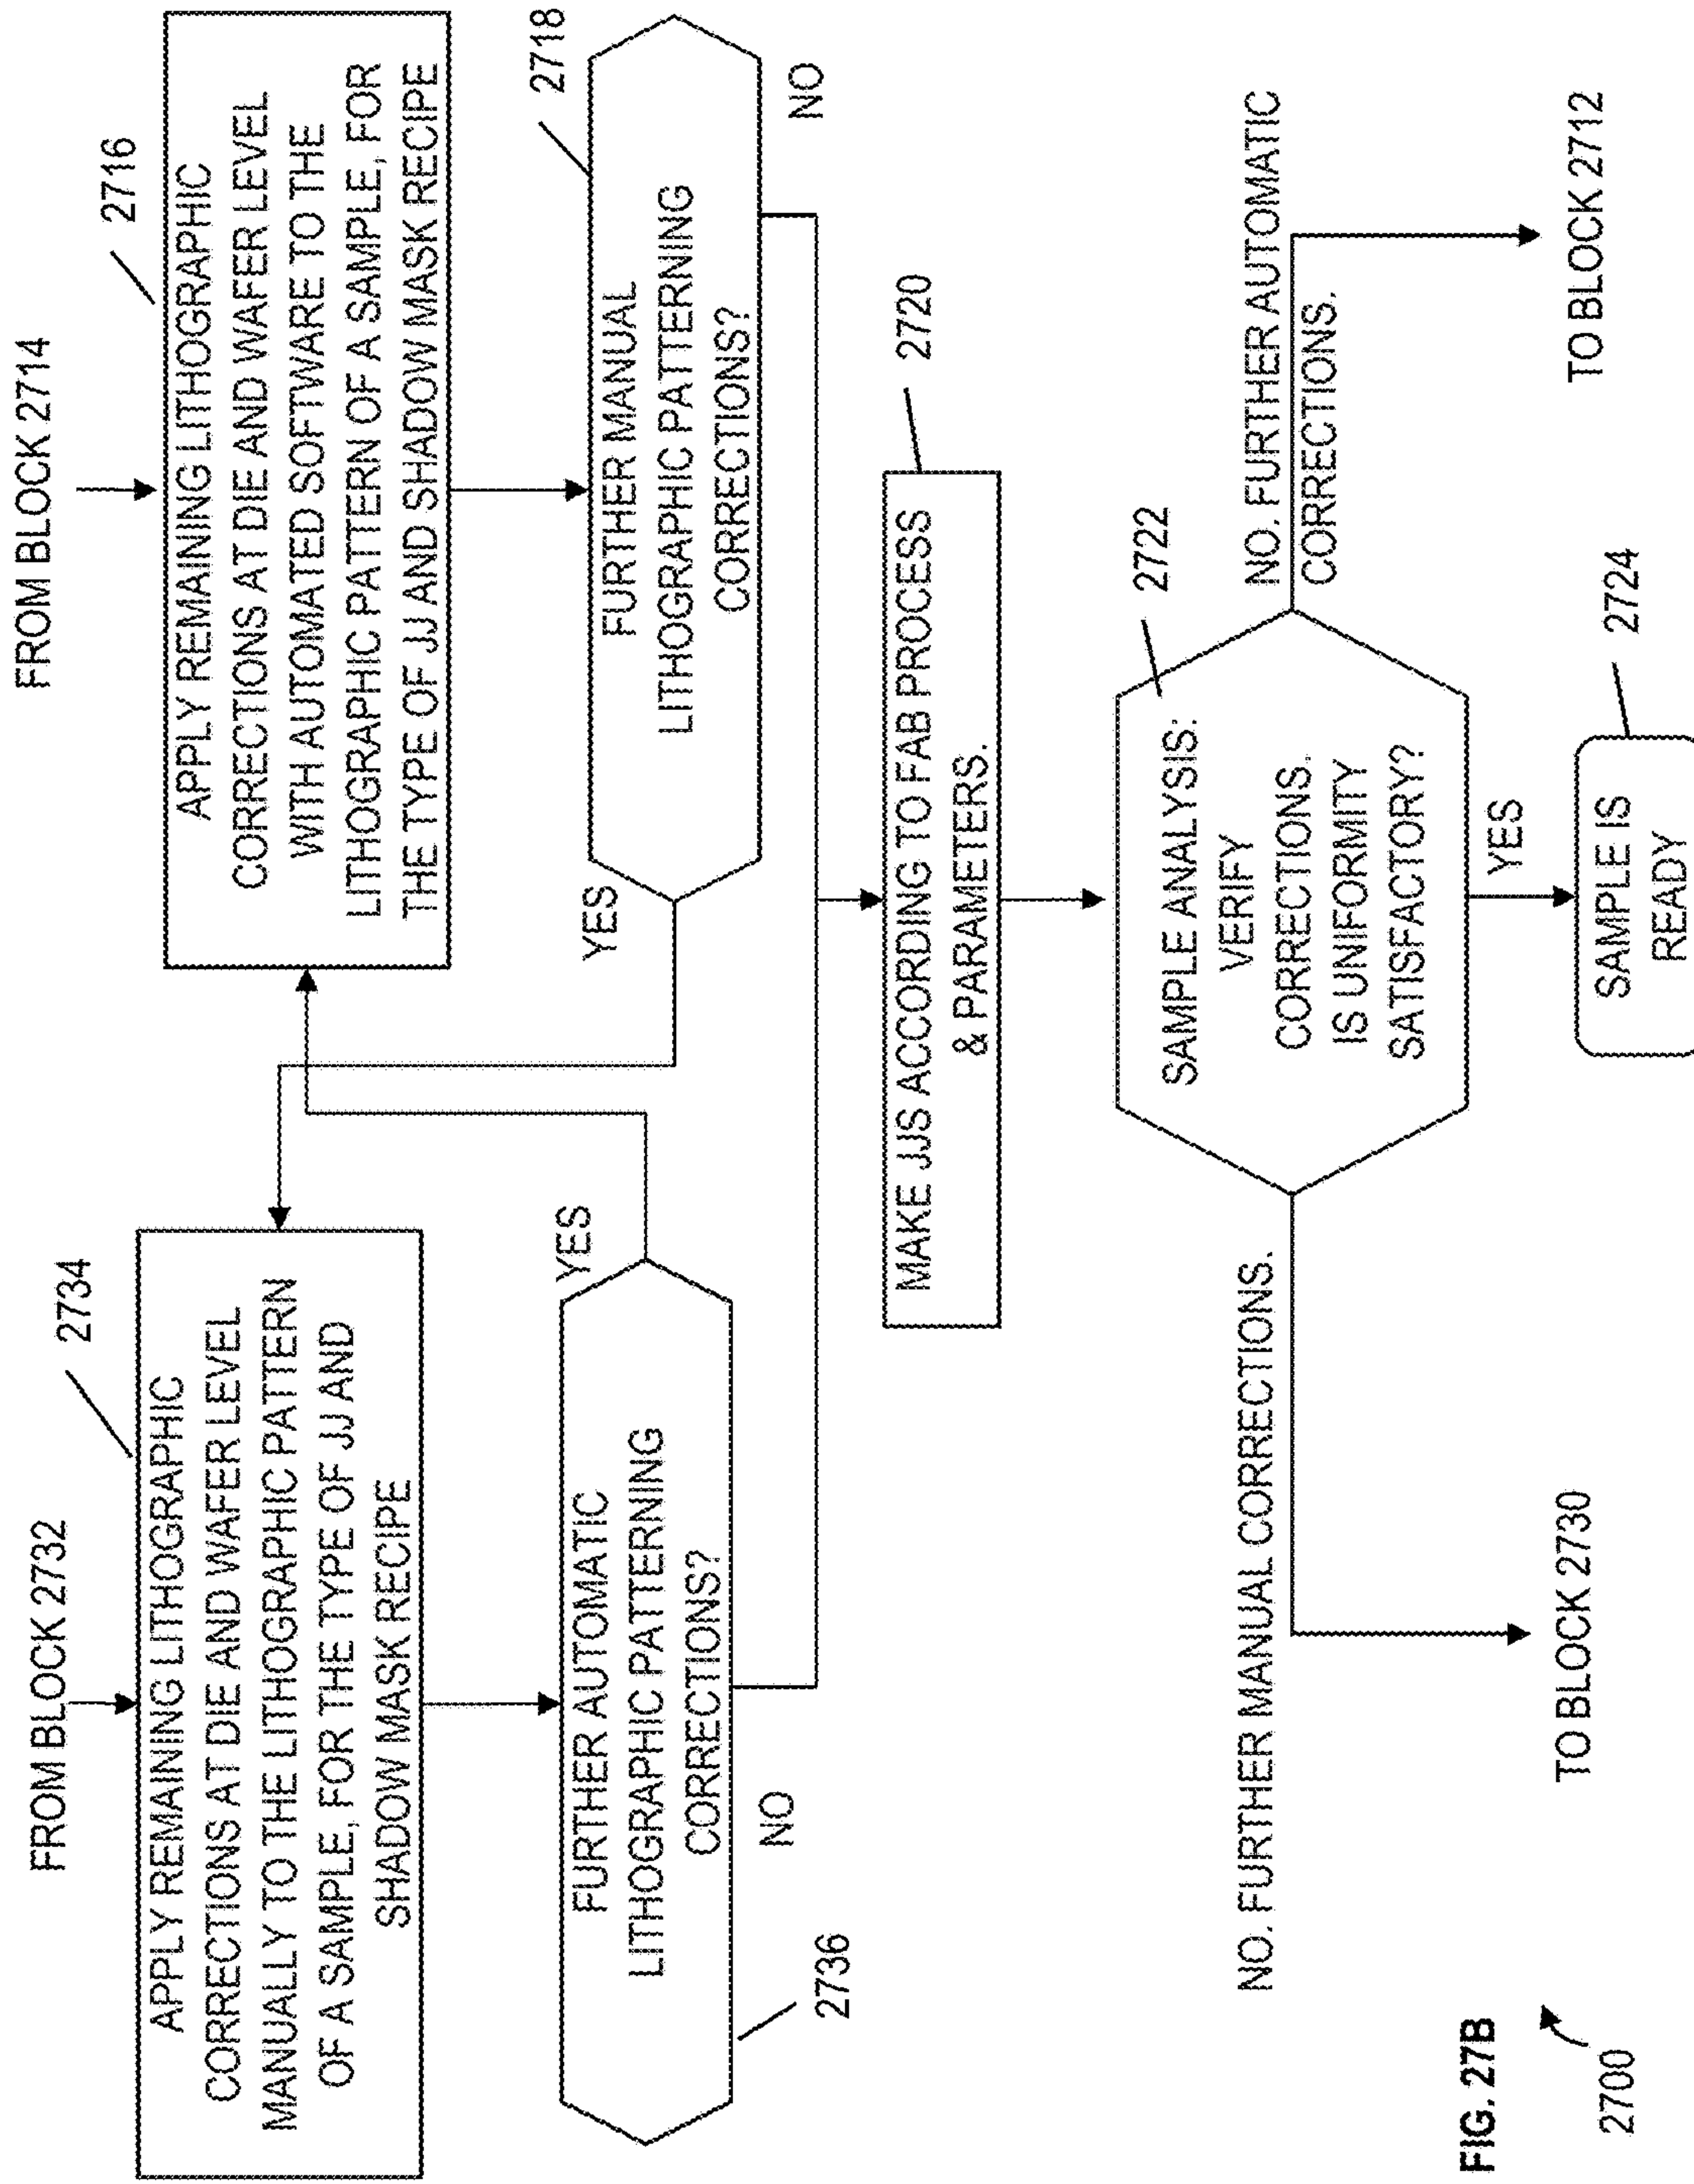 FROM BLOCK 2732
2734
APPLY REMAINING LITHOGRAPHIC
CORRECTIONS AT DIE AND WAFER LEVEL
MANUALLY TO THE LITHOGRAPHIC PATTERN
OF A SAMPLE, FOR THE TYPE OF JJ AND
SHADOW MASK RECIPE
FROM BLOCK 2714
2716
APPLY REMAINING LITHOGRAPHIC
CORRECTIONS AT DIE AND WAFER LEVEL
WITH AUTOMATED SOFTWARE TO THE
LITHOGRAPHIC PATTERN OF A SAMPLE, FOR
THE TYPE OF JJ AND SHADOW MASK RECIPE
YES
FURTHER AUTOMATIC
LITHOGRAPHIC PATTERNING
CORRECTIONS?
NO
2736
YES
2718
FURTHER MANUAL
LITHOGRAPHIC PATTERNING
CORRECTIONS?
NO
2720
MAKE JJS ACCORDING TO FAB PROCESS
& PARAMETERS.
2722
SAMPLE ANALYSIS:
VERIFY
CORRECTIONS.
IS UNIFORMITY
SATISFACTORY?
NO. FURTHER MANUAL CORRECTIONS.
NO. FURTHER AUTOMATIC
CORRECTIONS.
YES
2724
SAMPLE IS
READY
TO BLOCK 2730
TO BLOCK 2712
FIG. 27B
2700